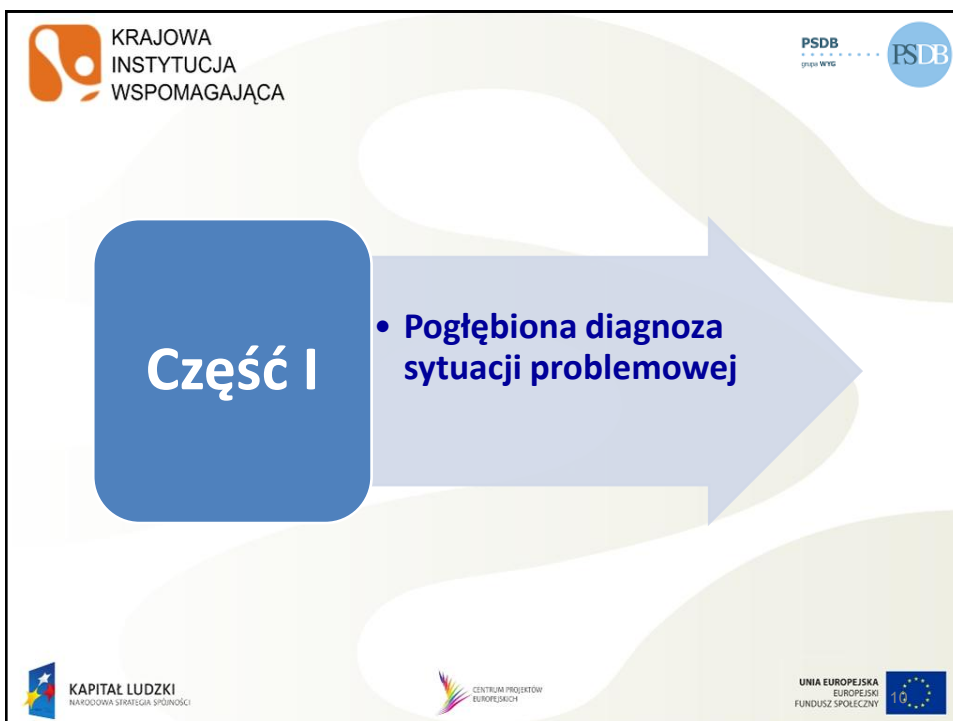 KRAJOWA
INSTYTUCJA
WSPOMAGAJĄCA
PSDB
grupa WYG
PSDB
Część I
• Pogłębiona diagnoza
sytuacji problemowej
KAPITAŁ LUDZKI
NARODOWA STRATEGIA SPÓJNOŚCI
CENTRUM PROJEKTÓW
EUROPEJSKICH
UNIA EUROPEJSKA
EUROPEJSKI
FUNDUSZ SPOŁECZNY
10